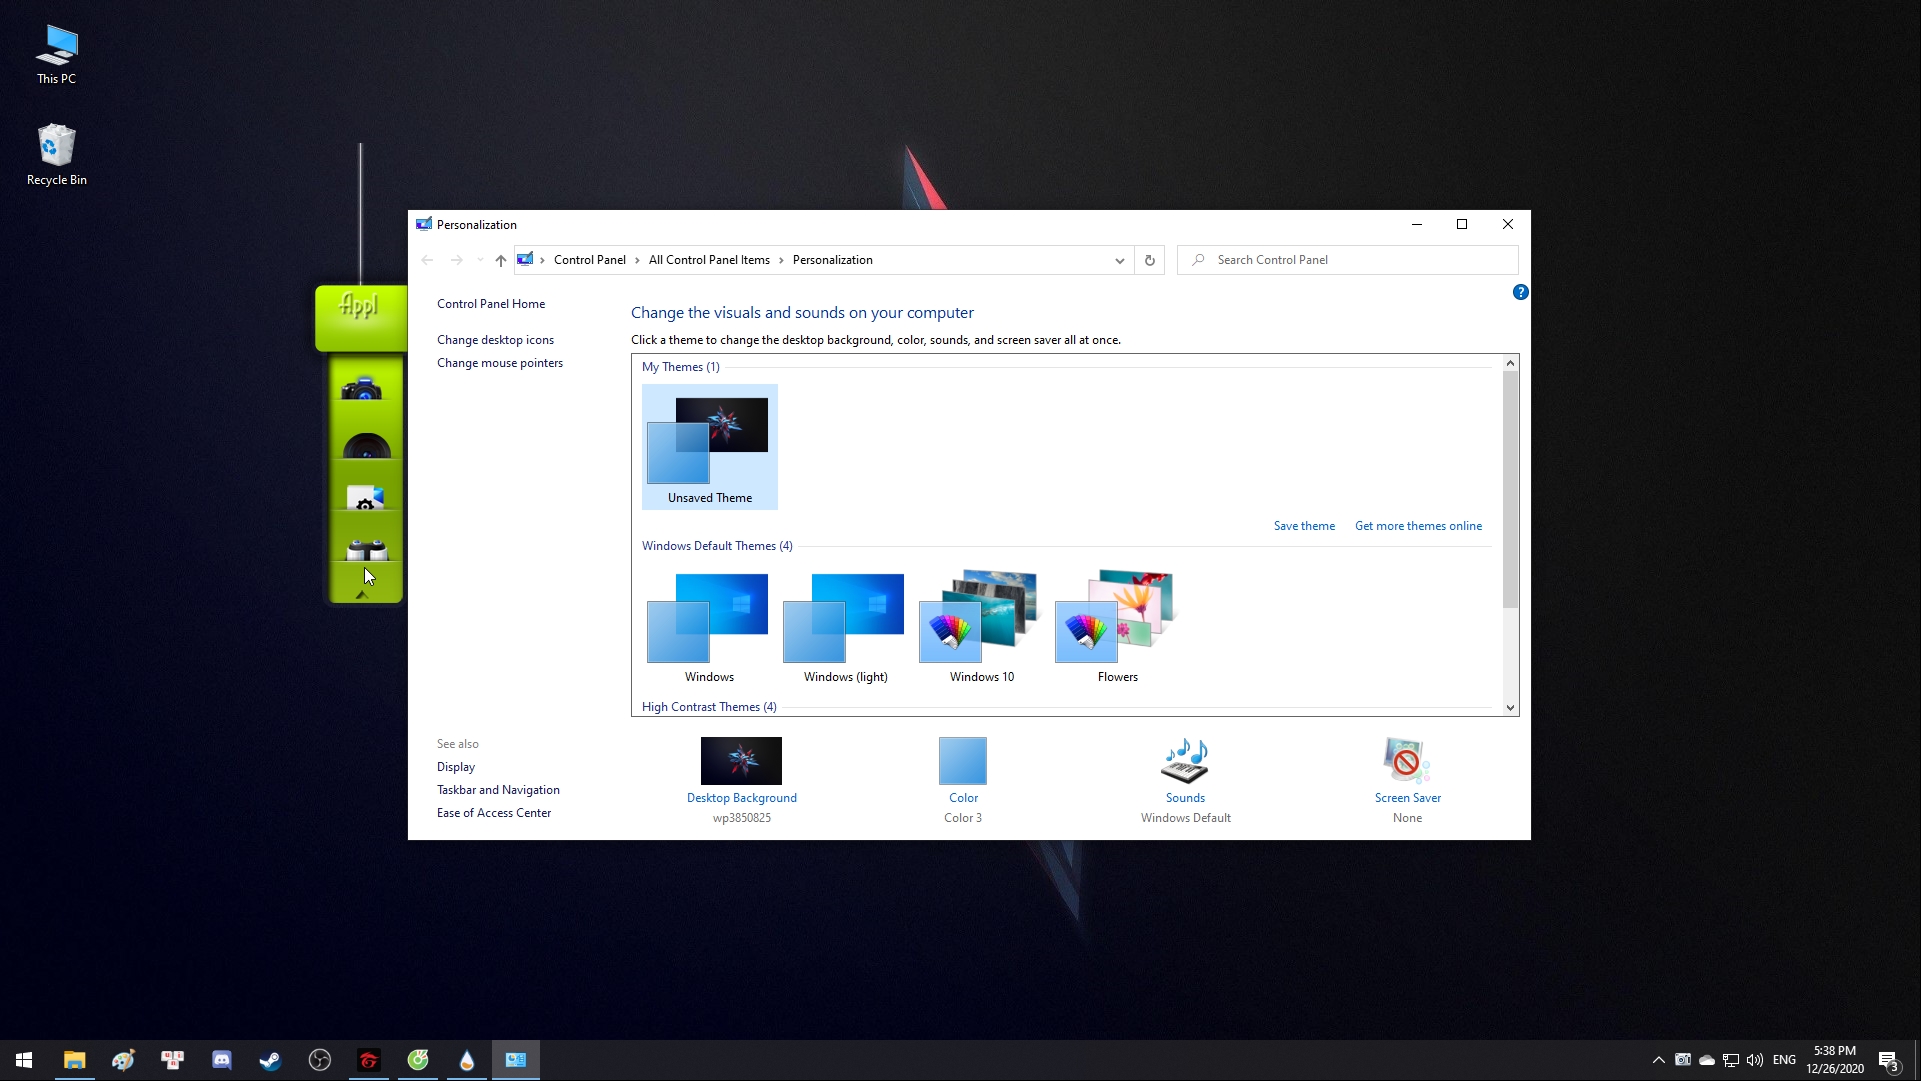 This PC
Recycle Bin
Appl
Personalization
Control Panel
All Control Panel Items
Personalization
Search Control Panel
Control Panel Home
Change desktop icons
Change mouse pointers
Change the visuals and sounds on your computer
Click a theme to change the desktop background, color, sounds, and screen saver all at once.
My Themes (1)
Unsaved Theme
Save theme
Get more themes online
Windows Default Themes (4)
Windows
Windows (light)
Windows 10
Flowers
High Contrast Themes (4)
See also
Display
Taskbar and Navigation
Ease of Access Center
Desktop Background
wp3850825
Color
Color 3
Sounds
Windows Default
Screen Saver
None
ENG
5:38 PM
12/26/2020
3